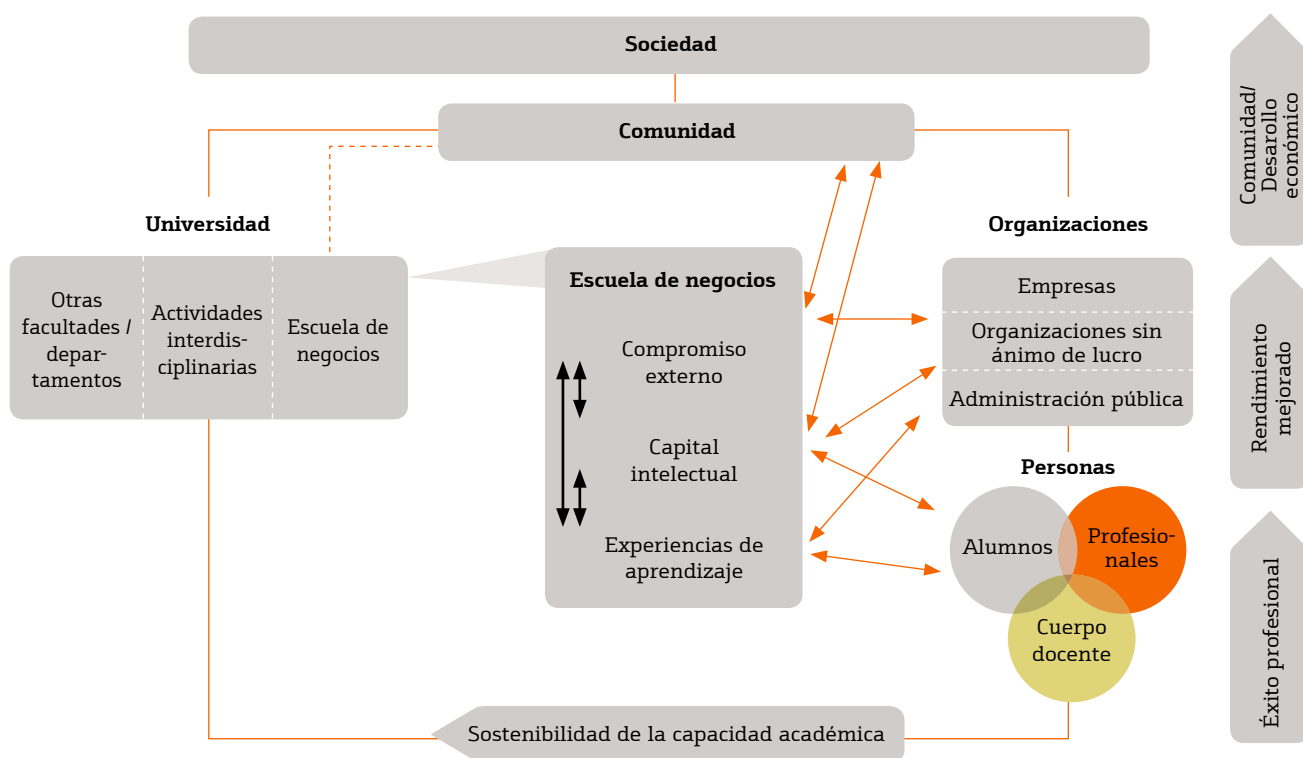 Sociedad
Comunidad
Comunidad/
Desarollo
económico
Universidad
Otras
facultades /
depar-
tamentos
Actividades
interdis-
ciplinarias
Escuela de
negocios
Escuela de negocios
Compromiso
externo
Capital
intelectual
Experiencias de
aprendizaje
Organizaciones
Empresas
Organizaciones sin
ánimo de lucro
Administración pública
Rendimiento
mejorado
Personas
Alumnos
Profesio-
nales
Cuerpo
docente
Éxito profesional
Sostenibilidad de la capacidad académica